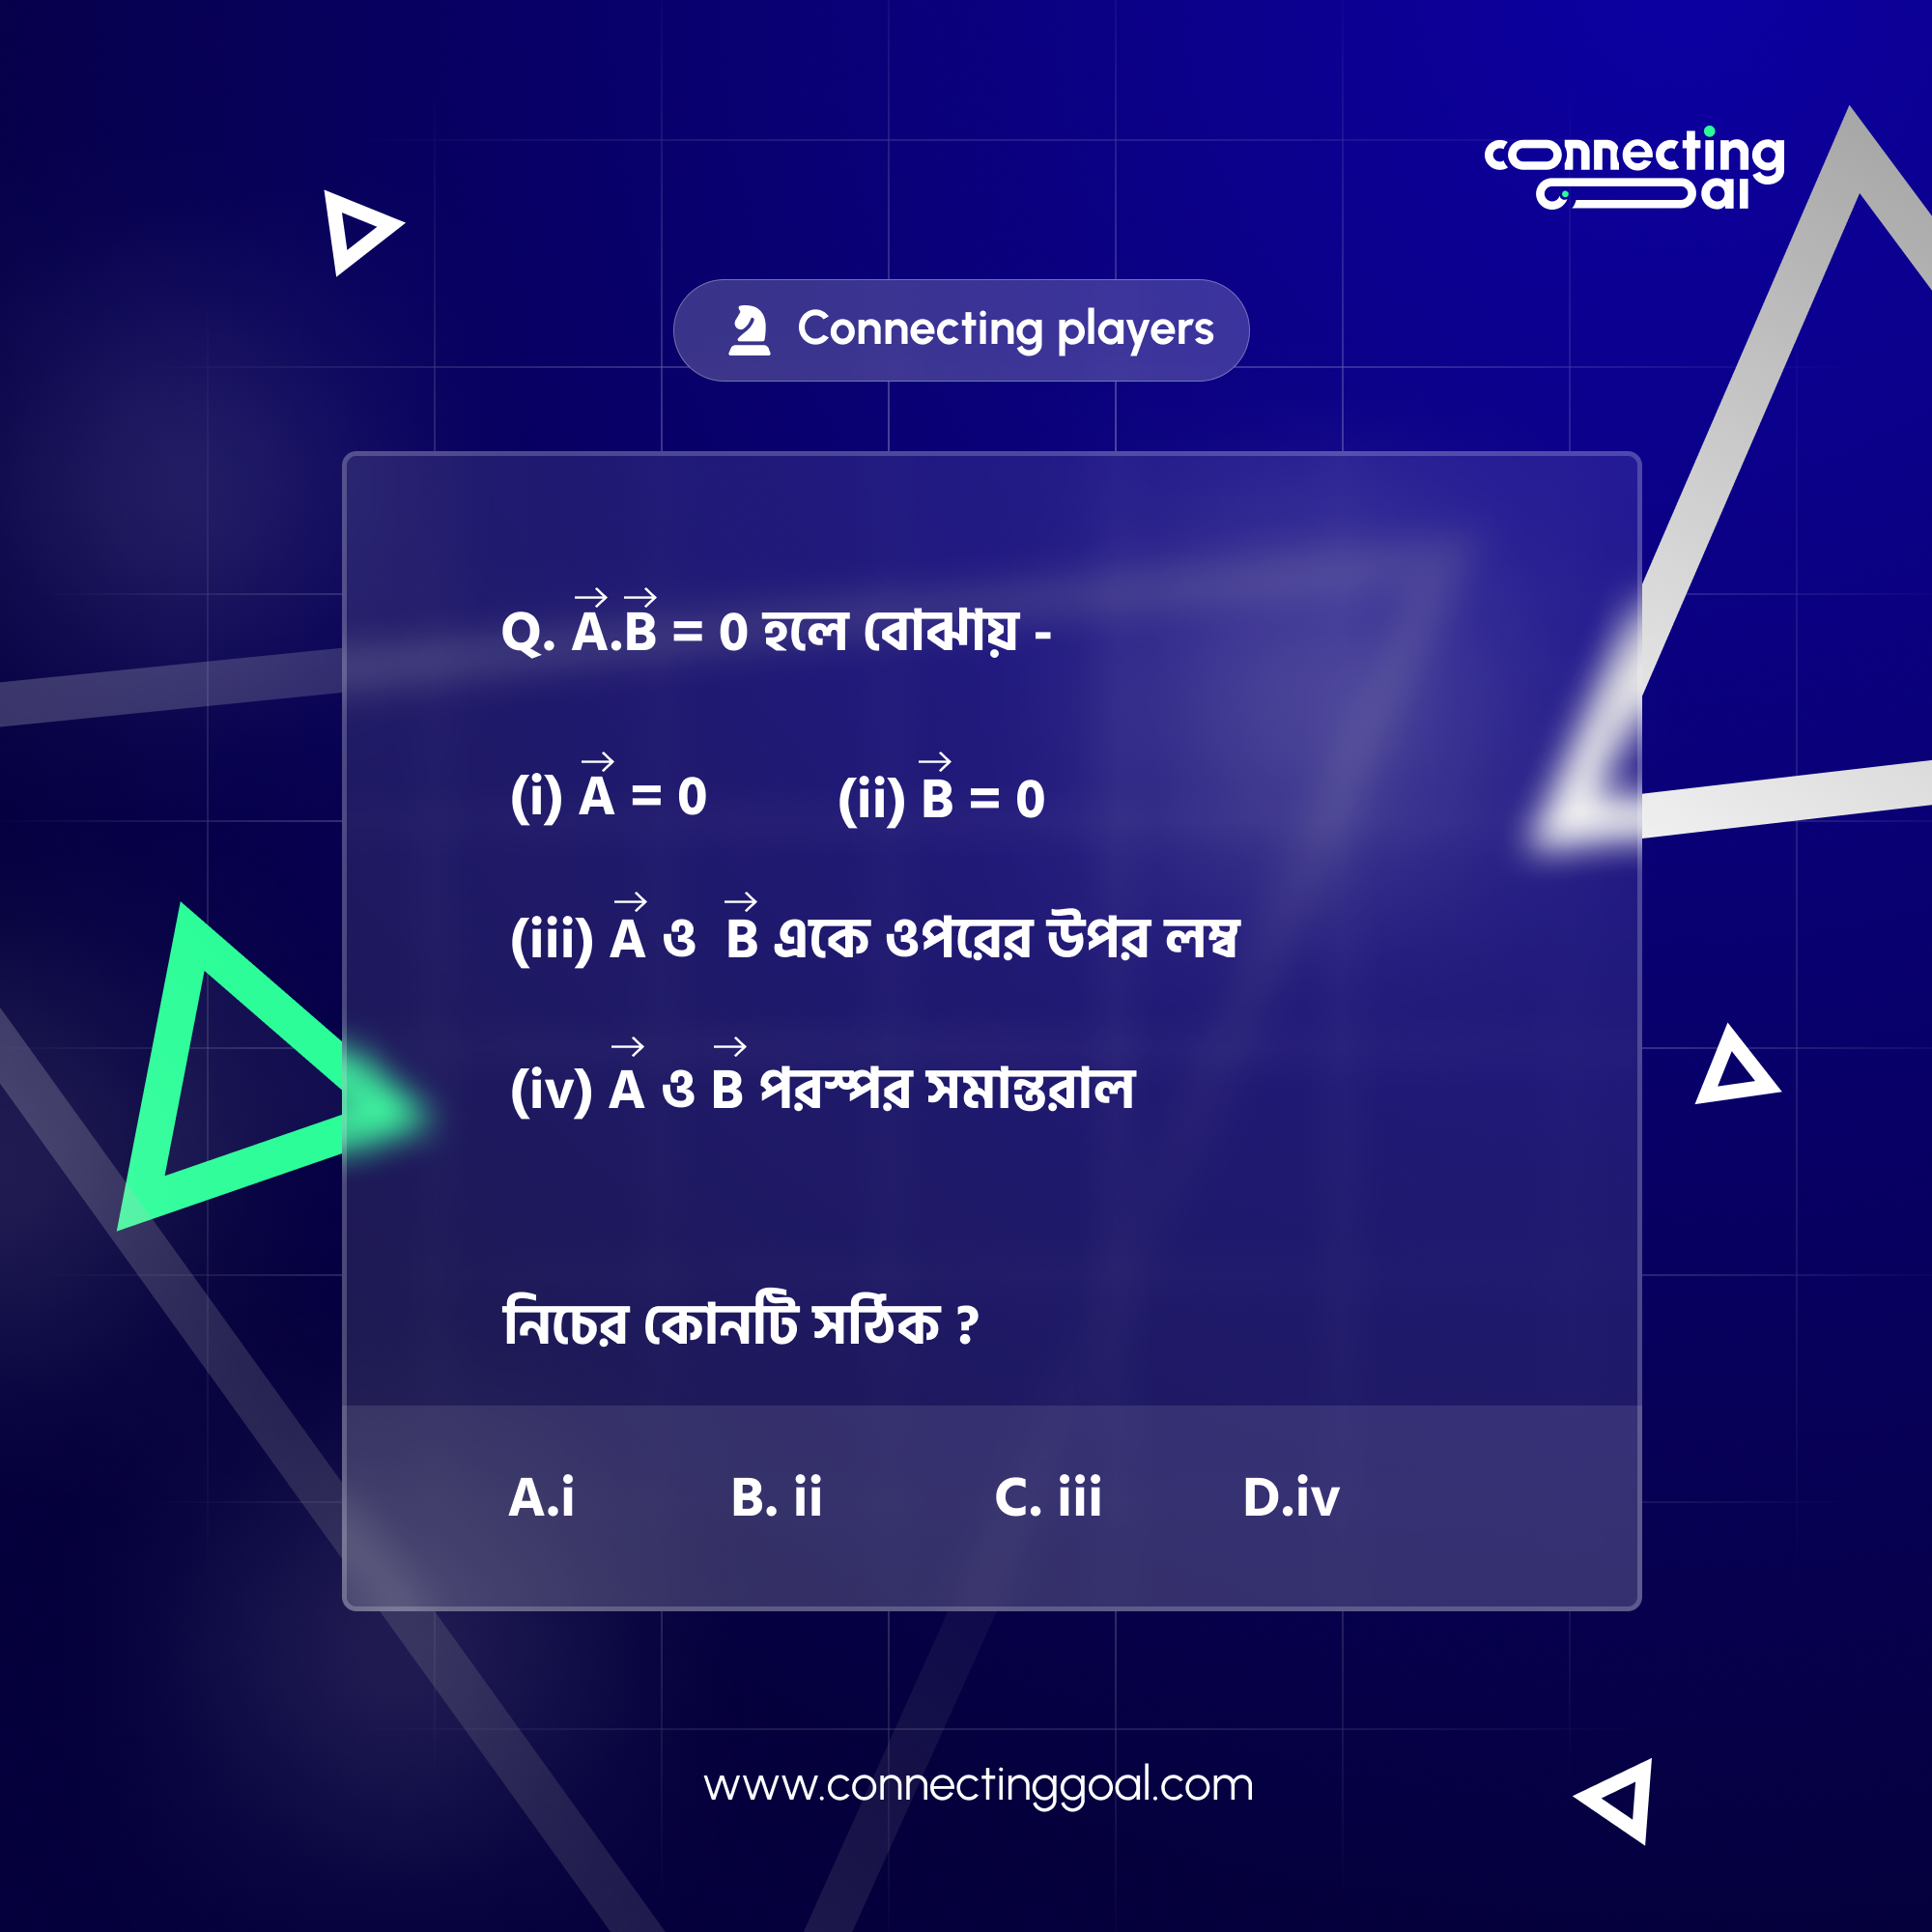 connecting
goal
Connecting players
Q. A⃗.B⃗ = 0 হলে বোঝায় -
(i) A⃗ = 0 (ii) B⃗ = 0
(iii) A⃗ ও B⃗ একে ওপরের উপর লম্ব
(iv) A⃗ ও B⃗ পরস্পর সমান্তরাল
নিচের কোনটি সঠিক ?
A.i B. ii C. iii D.iv
www.connectinggoal.com